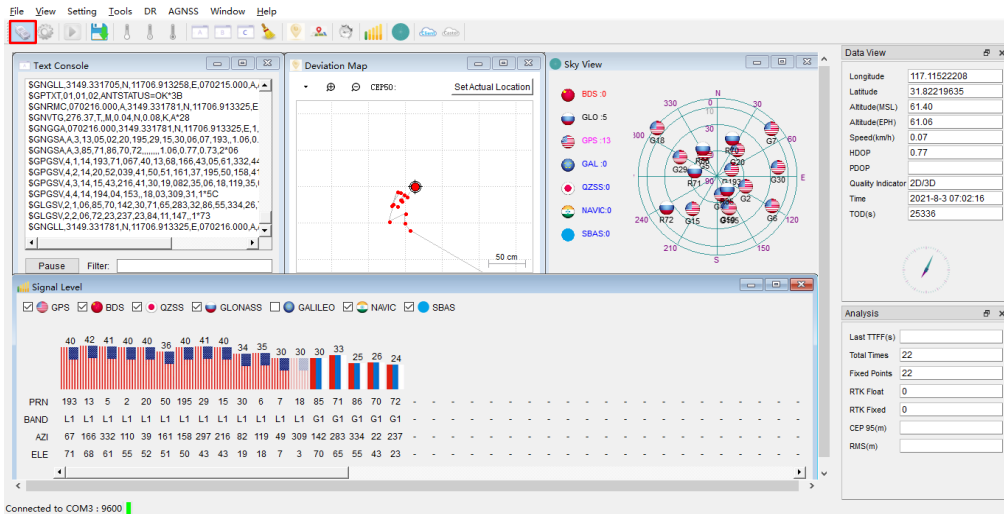 File View Setting Tools DR AGNSS Window Help
Text Console
$GNGLL,3149.331705,N,11706.913258,E,070215.000,A,
$GPTXT,01,01,02,ANTSTATUS=OK*3B
$GNRMC,070216.000,A,3149.331781,N,11706.913325,E
$GNVTG,276.37,T,,M,0.04,N,0.08,K,A*28
$GNGGA,070216.000,3149.331781,N,11706.913325,E,1,
$GNGSA,A,3,13,05,02,20,195,29,15,30,06,07,193,,1.06,0.
$GNGSA,A,3,85,71,86,70,72,,,,,,,,1.06,0.77,0.73,2*06
$GPGSV,4,1,14,193,71,067,40,13,68,166,43,05,61,332,44
$GPGSV,4,2,14,20,52,039,41,50,51,161,37,195,50,158,4
$GPGSV,4,3,14,15,43,216,41,30,19,082,35,06,18,119,35,
$GPGSV,4,4,14,194,04,153,,18,03,309,31,1*5C
$GLGSV,2,1,06,85,70,142,30,71,65,283,32,86,55,334,26,
$GLGSV,2,2,06,72,23,237,23,84,11,147,,1*73
$GNGLL,3149.331781,N,11706.913325,E,070216.000,A,
Pause Filter:
Deviation Map
CEP50: Set Actual Location
50 cm
Sky View
BDS :0
GLO :5
GPS :13
GAL :0
QZSS:0
NAVIC:0
SBAS:0
330 N 30
10
30
300 60
G18 G7
G29 G5 R70 G20
R71 90 G193 G30 E
G2
R72 G15 G195 G6
240 120
210 150
S
Signal Level
GPS BDS QZSS GLONASS GALILEO NAVIC SBAS
40 42 41 40 40 36 40 41 40 34 35 30 30 30 33 25 26 24
PRN 193 13 5 2 20 50 195 29 15 30 6 7 18 85 71 86 70 72
BAND L1 L1 L1 L1 L1 L1 L1 L1 L1 L1 L1 L1 L1 G1 G1 G1 G1 G1
AZI 67 166 332 110 39 161 158 297 216 82 119 49 309 142 283 334 22 237
ELE 71 68 61 55 52 51 50 43 43 19 18 7 3 70 65 55 43 23
Data View
Longitude 117.11522208
Latitude 31.82219635
Altitude(MSL) 61.40
Altitude(EPH) 61.06
Speed(km/h) 0.07
HDOP 0.77
PDOP
Quality Indicator 2D/3D
Time 2021-8-3 07:02:16
TOD(s) 25336
Analysis
Last TTFF(s)
Total Times 22
Fixed Points 22
RTK Float 0
RTK Fixed 0
CEP 95(m)
RMS(m)
Connected to COM3 : 9600